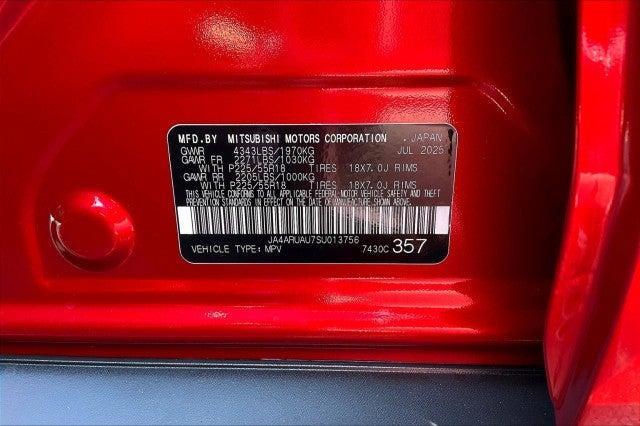 MFD.BY MITSUBISHI MOTORS CORPORATION . JAPAN
GVWR 4343LBS/1970KG JUL 2025
GAWR FR 2271LBS/1030KG
WITH P225/55R18 TIRES 18X7.0J RIMS
GAWR RR 2205LBS/1000KG
WITH P225/55R18 TIRES 18X7.0J RIMS
THIS VEHICLE CONFORMS TO ALL APPLICABLE FEDERAL MOTOR VEHICLE SAFETY AND THEFT
PREVENTION STANDARDS IN EFFECT ON THE DATE OF MANUFACTURE SHOWN ABOVE.
JA4ARUAU7SU013756
VEHICLE TYPE: MPV 7430C 357